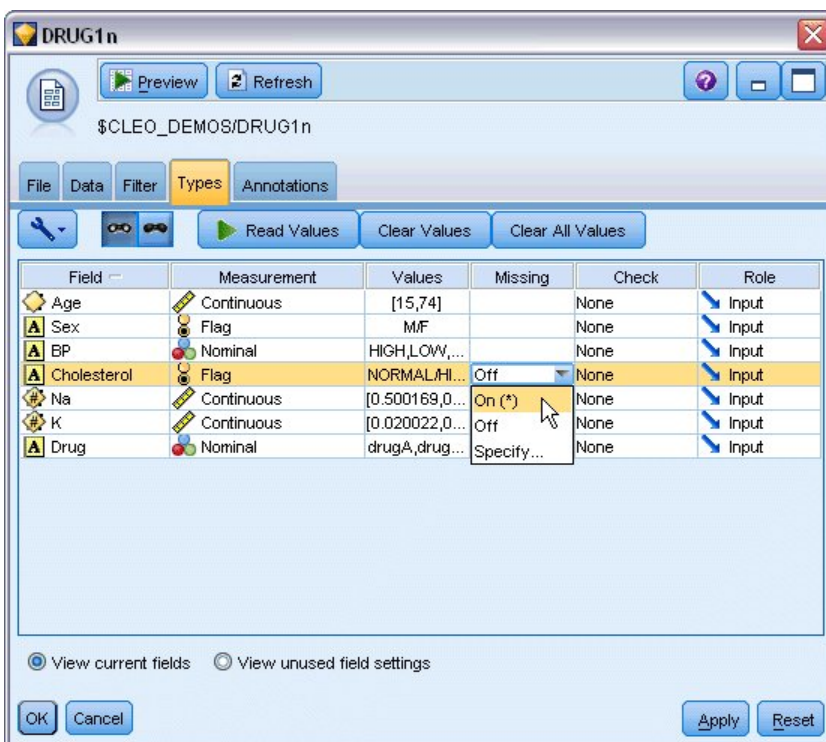 DRUG1n
Preview Refresh
$CLEO_DEMOS/DRUG1n
File Data Filter Types Annotations
Read Values Clear Values Clear All Values
Field Measurement Values Missing Check Role
Age Continuous [15,74] None Input
A Sex Flag M/F None Input
A BP Nominal HIGH,LOW,... None Input
A Cholesterol Flag NORMAL/HI... Off None Input
# Na Continuous [0.500169,0... On (*) None Input
# K Continuous [0.020022,0... Off None Input
A Drug Nominal drugA,drug... Specify... None Input
View current fields View unused field settings
OK Cancel Apply Reset